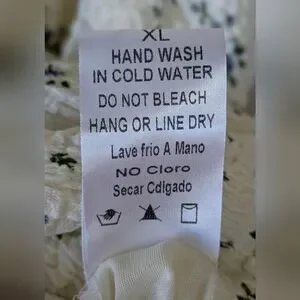 XL
HAND WASH
IN COLD WATER
DO NOT BLEACH
HANG OR LINE DRY
Lave frio A Mano
NO Cloro
Secar Cdlgado